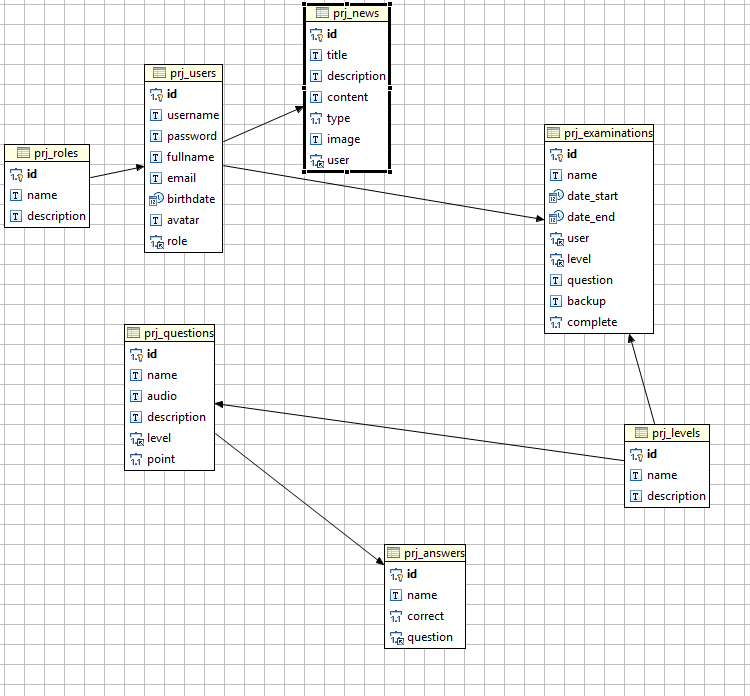 prj_news
id
title
description
content
type
image
user
prj_users
id
username
password
fullname
email
birthdate
avatar
role
prj_roles
id
name
description
prj_examinations
id
name
date_start
date_end
user
level
question
backup
complete
prj_questions
id
name
audio
description
level
point
prj_levels
id
name
description
prj_answers
id
name
correct
question